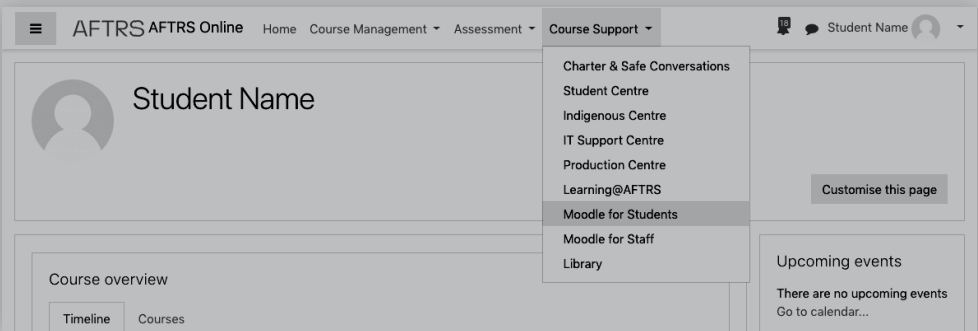 AFTRS AFTRS Online Home Course Management Assessment Course Support 18 Student Name
Charter & Safe Conversations
Student Centre
Indigenous Centre
IT Support Centre
Production Centre
Learning@AFTRS
Moodle for Students
Moodle for Staff
Library
Student Name
Customise this page
Course overview
Timeline Courses
Upcoming events
There are no upcoming events
Go to calendar...